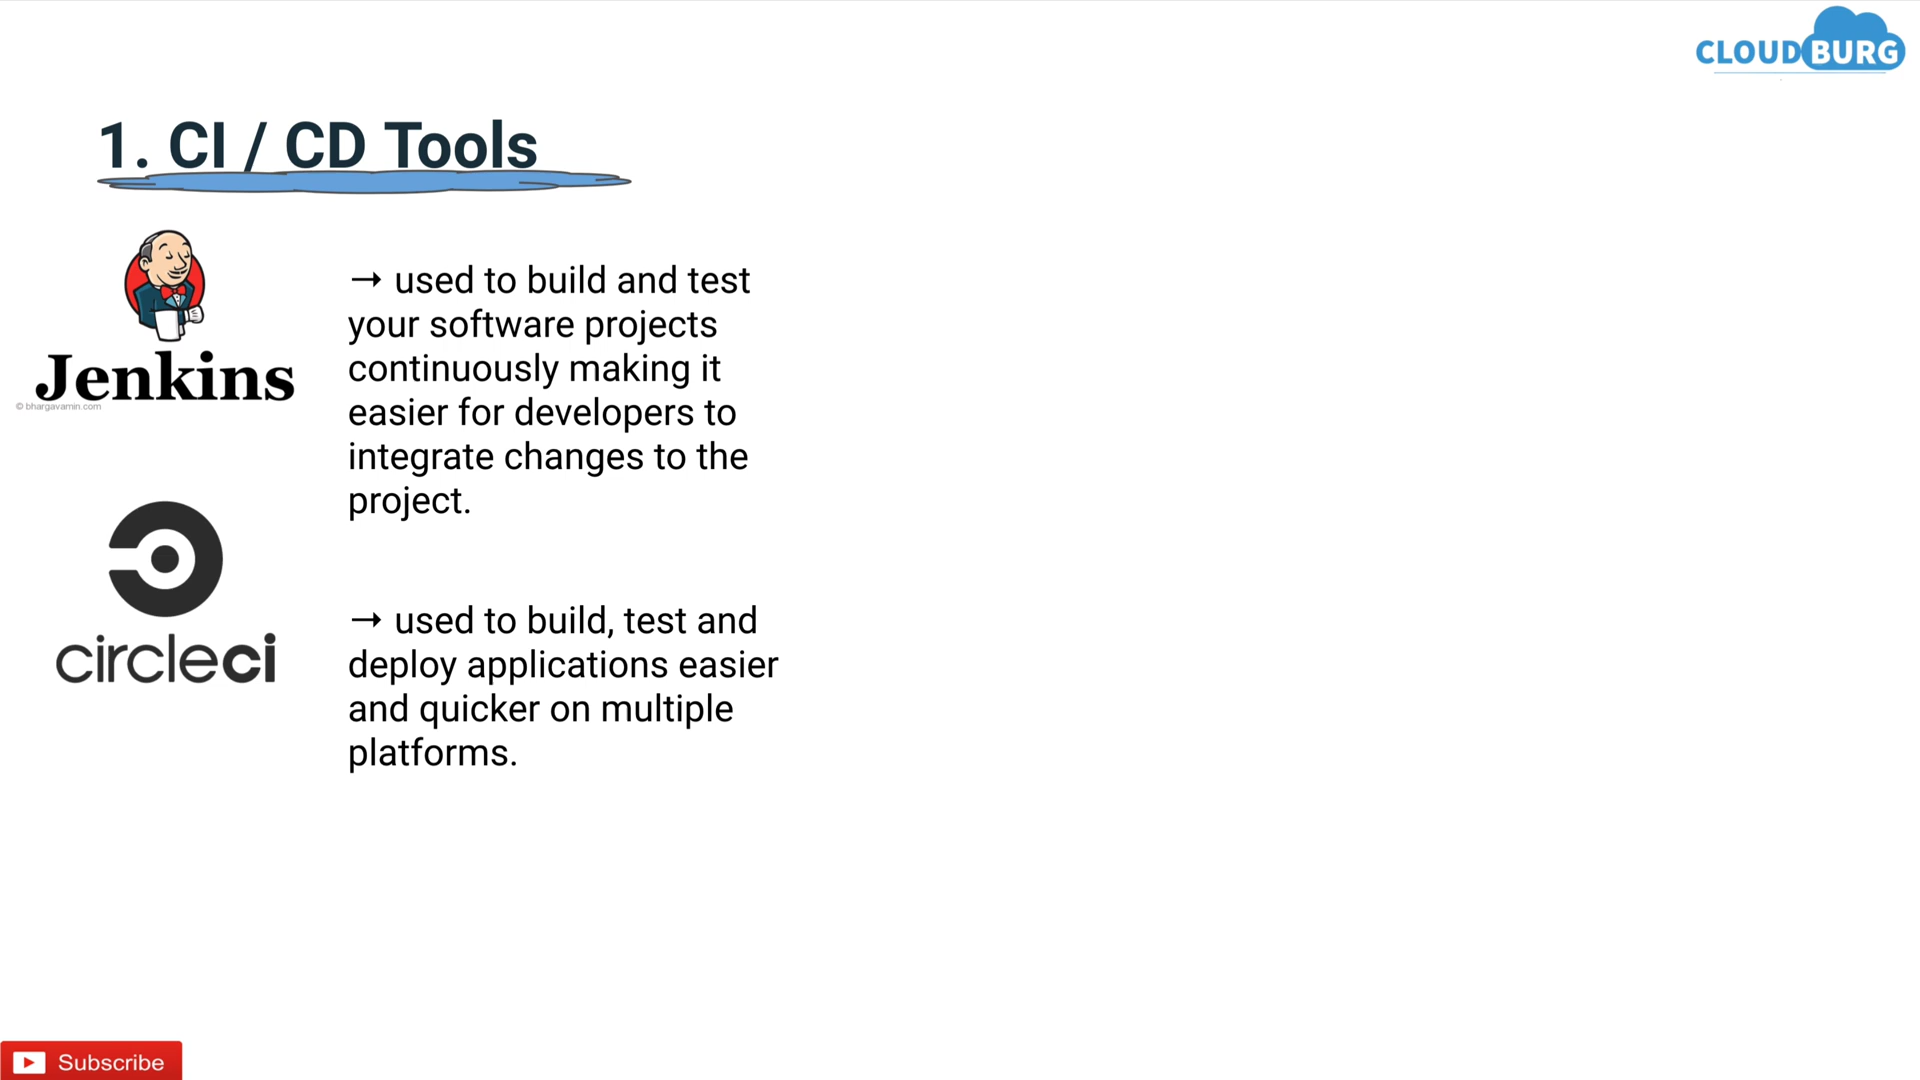 CLOUDBURG
1. CI / CD Tools
Jenkins
© bhargavamin.com
→ used to build and test
your software projects
continuously making it
easier for developers to
integrate changes to the
project.
circleci
→ used to build, test and
deploy applications easier
and quicker on multiple
platforms.
Subscribe